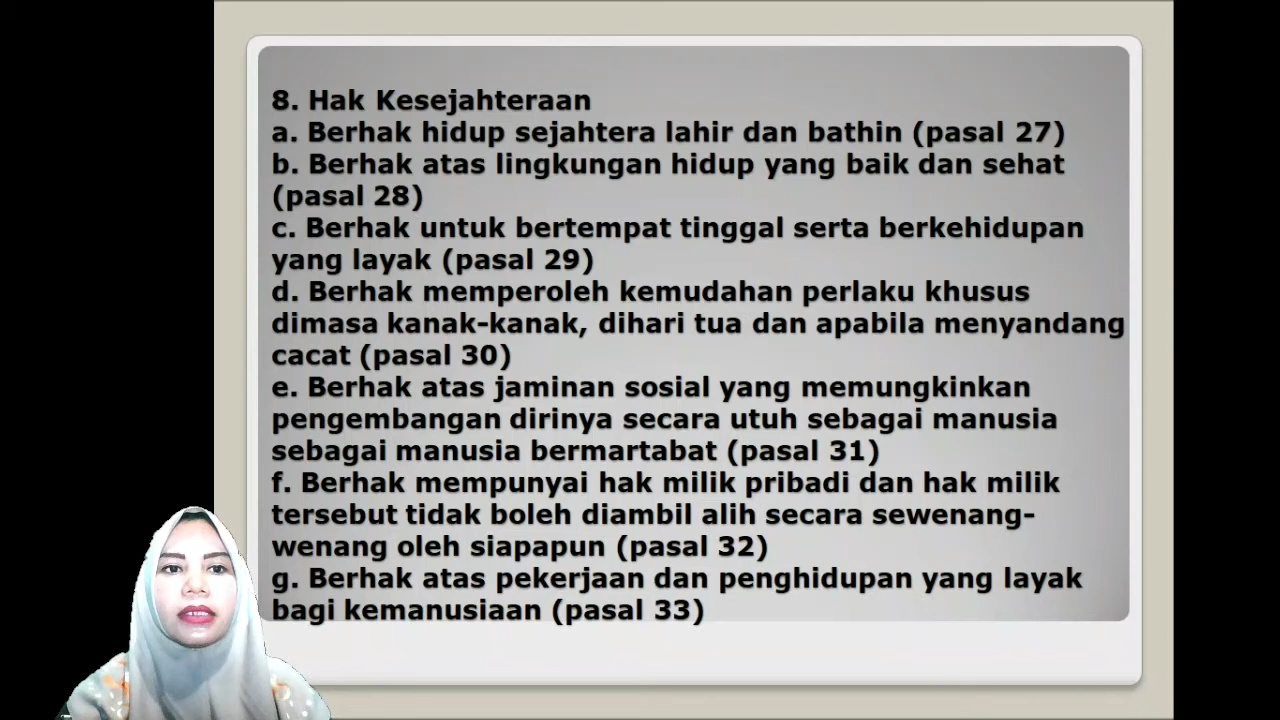 8. Hak Kesejahteraan
a. Berhak hidup sejahtera lahir dan bathin (pasal 27)
b. Berhak atas lingkungan hidup yang baik dan sehat
(pasal 28)
c. Berhak untuk bertempat tinggal serta berkehidupan
yang layak (pasal 29)
d. Berhak memperoleh kemudahan perlaku khusus
dimasa kanak-kanak, dihari tua dan apabila menyandang
cacat (pasal 30)
e. Berhak atas jaminan sosial yang memungkinkan
pengembangan dirinya secara utuh sebagai manusia
sebagai manusia bermartabat (pasal 31)
f. Berhak mempunyai hak milik pribadi dan hak milik
tersebut tidak boleh diambil alih secara sewenang-
wenang oleh siapapun (pasal 32)
g. Berhak atas pekerjaan dan penghidupan yang layak
bagi kemanusiaan (pasal 33)